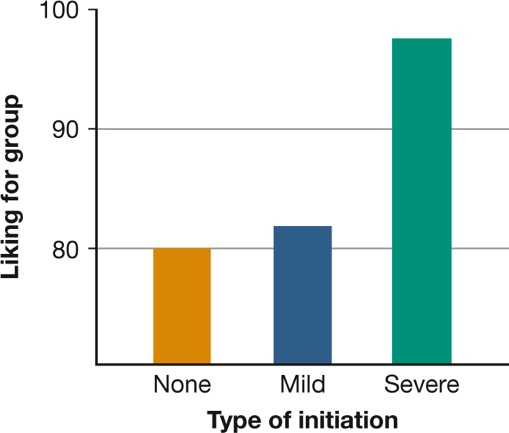 100
90
80
Liking for group
None Mild Severe
Type of initiation